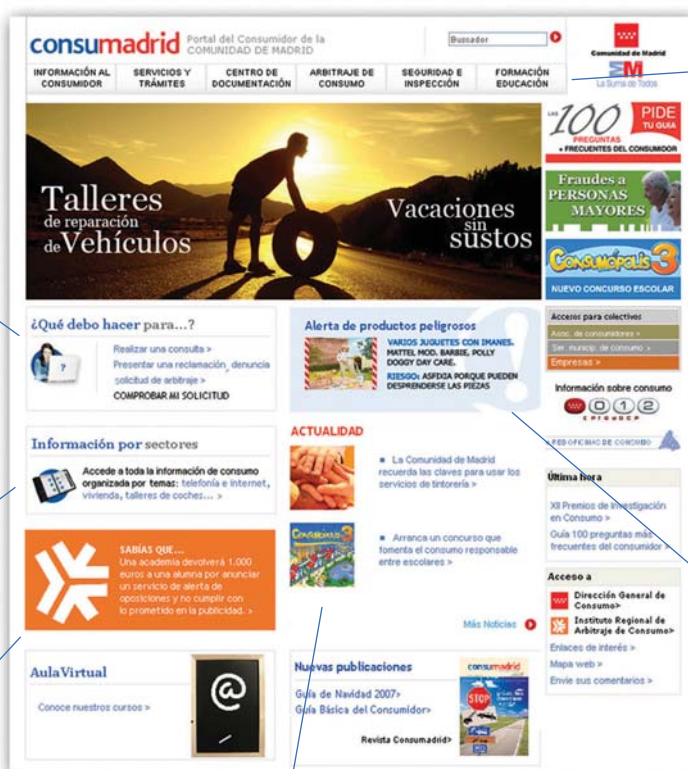 consumadrid
Portal del Consumidor de la
COMUNIDAD DE MADRID
Buscador
Comunidad de Madrid
EM
La Suma de Todos
INFORMACIÓN AL
CONSUMIDOR
SERVICIOS Y
TRÁMITES
CENTRO DE
DOCUMENTACIÓN
ARBITRAJE DE
CONSUMO
SEGURIDAD E
INSPECCIÓN
FORMACIÓN
EDUCACIÓN
Talleres
de reparación
de Vehículos
Vacaciones
sin
sustos
LAS 100
PREGUNTAS
+ FRECUENTES DEL CONSUMIDOR
PIDE
TU GUIA
Fraudes a
PERSONAS
MAYORES
CONSUMÓPOLIS 3
NUEVO CONCURSO ESCOLAR
¿Qué debo hacer para...?
?
Realizar una consulta >
Presentar una reclamación, denuncia
solicitud de arbitraje >
COMPROBAR MI SOLICITUD
Alerta de productos peligrosos
VARIOS JUGUETES CON IMANES.
MATTEL MOD. BARBIE, POLLY
DOGGY DAY CARE.
RIESGO: ASFIXIA PORQUE PUEDEN
DESPRENDERSE LAS PIEZAS
!
Accesos para colectivos
Asoc. de consumidores >
Ser. municip. de consumo >
Empresas >
Información sobre consumo
012
RED OFICINAS DE CONSUMO
Información por sectores
Accede a toda la información de consumo
organizada por temas: telefonía e internet,
vivienda, talleres de coches... >
ACTUALIDAD
La Comunidad de Madrid
recuerda las claves para usar los
servicios de tintorería >
CONSUMÓPOLIS 3
Arranca un concurso que
fomenta el consumo responsable
entre escolares >
Más Noticias
SABÍAS QUE...
Una academia devolverá 1.000
euros a una alumna por anunciar
un servicio de alerta de
oposiciones y no cumplir con
lo prometido en la publicidad. >
Última hora
XII Premios de Investigación
en Consumo >
Guía 100 preguntas más
frecuentes del consumidor >
Acceso a
Dirección General de
Consumo>
Instituto Regional de
Arbitraje de Consumo>
Enlaces de interés >
Mapa web >
Envíe sus comentarios >
Aula Virtual
Conoce nuestros cursos >
@
Nuevas publicaciones
Guía de Navidad 2007>
Guía Básica del Consumidor>
Revista Consumadrid>
consumadrid
STOP